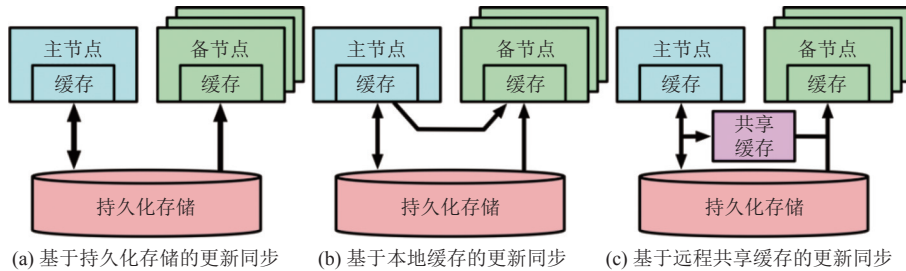 主节点
缓存
备节点
缓存
持久化存储
(a) 基于持久化存储的更新同步
主节点
缓存
备节点
缓存
持久化存储
(b) 基于本地缓存的更新同步
主节点
缓存
备节点
缓存
共享
缓存
持久化存储
(c) 基于远程共享缓存的更新同步